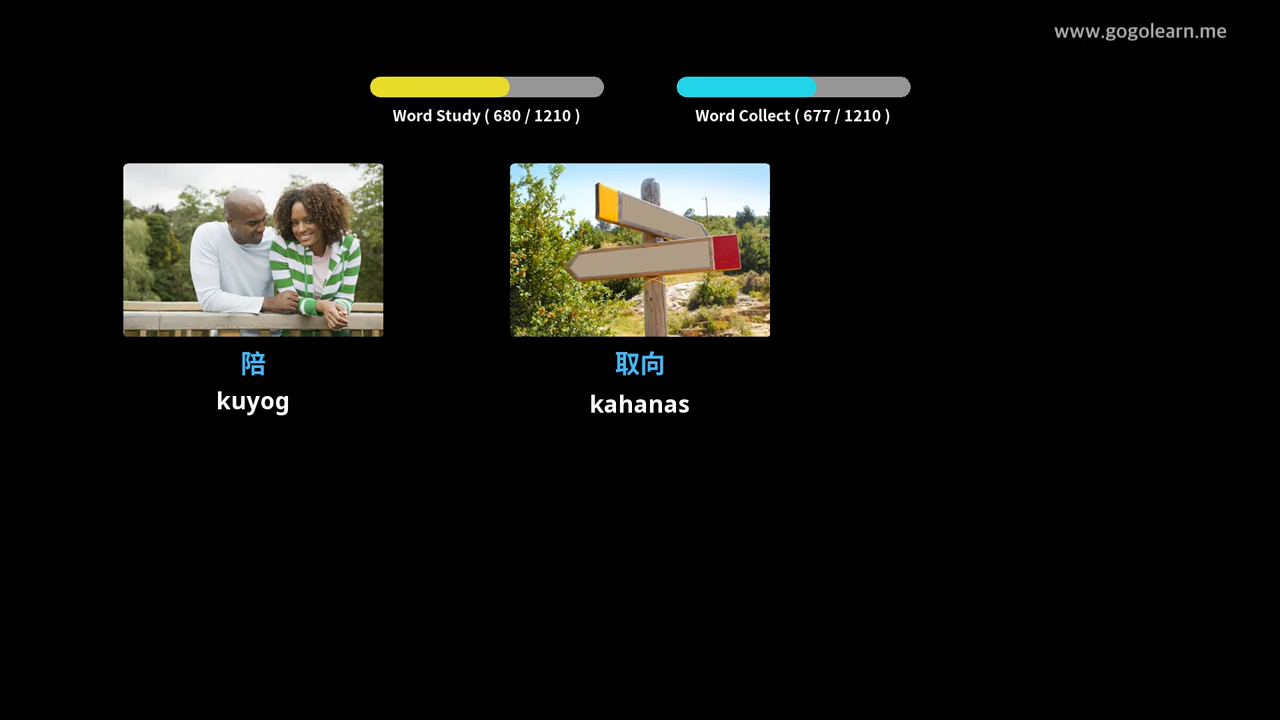 www.gogolearn.me
Word Study ( 680 / 1210 )
Word Collect ( 677 / 1210 )
陪
kuyog
取向
kahanas